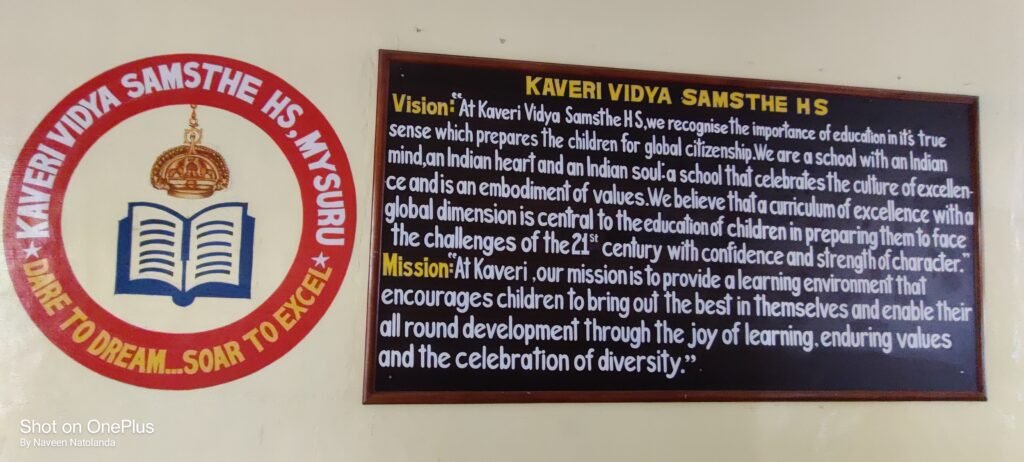 KAVERI VIDYA SAMSTHE HS, MYSURU
DARE TO DREAM...SOAR TO EXCEL
KAVERI VIDYA SAMSTHE HS
Vision:"At Kaveri Vidya Samsthe HS,we recognise the importance of education in it's true
sense which prepares the children for global citizenship.We are a school with an Indian
mind,an Indian heart and an Indian soul-a school that celebrates the culture of excellen-
ce and is an embodiment of values.We believe that a curriculum of excellence with a
global dimension is central to the education of children in preparing them to face
the challenges of the 21st century with confidence and strength of character."
Mission:"At Kaveri ,our mission is to provide a learning environment that
encourages children to bring out the best in themselves and enable their
all round development through the joy of learning, enduring values
and the celebration of diversity."
Shot on OnePlus
By Naveen Natolanda